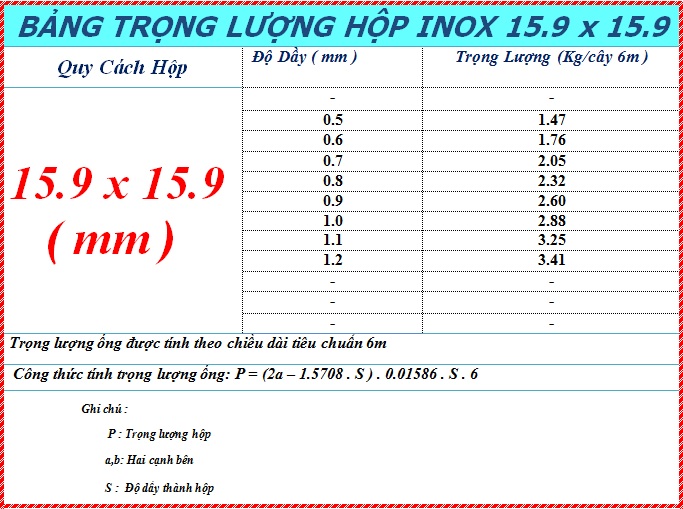 BẢNG TRỌNG LƯỢNG HỘP INOX 15.9 x 15.9
Quy Cách Hộp Độ Dầy ( mm ) Trọng Lượng (Kg/cây 6m )
- -
0.5 1.47
0.6 1.76
0.7 2.05
0.8 2.32
0.9 2.60
1.0 2.88
1.1 3.25
1.2 3.41
- -
- -
- -
15.9 x 15.9
( mm )
Trọng lượng ống được tính theo chiều dài tiêu chuẩn 6m
Công thức tính trọng lượng ống: P = (2a – 1.5708 . S ) . 0.01586 . S . 6
Ghi chú :
P : Trọng lượng hộp
a,b: Hai cạnh bên
S : Độ dầy thành hộp